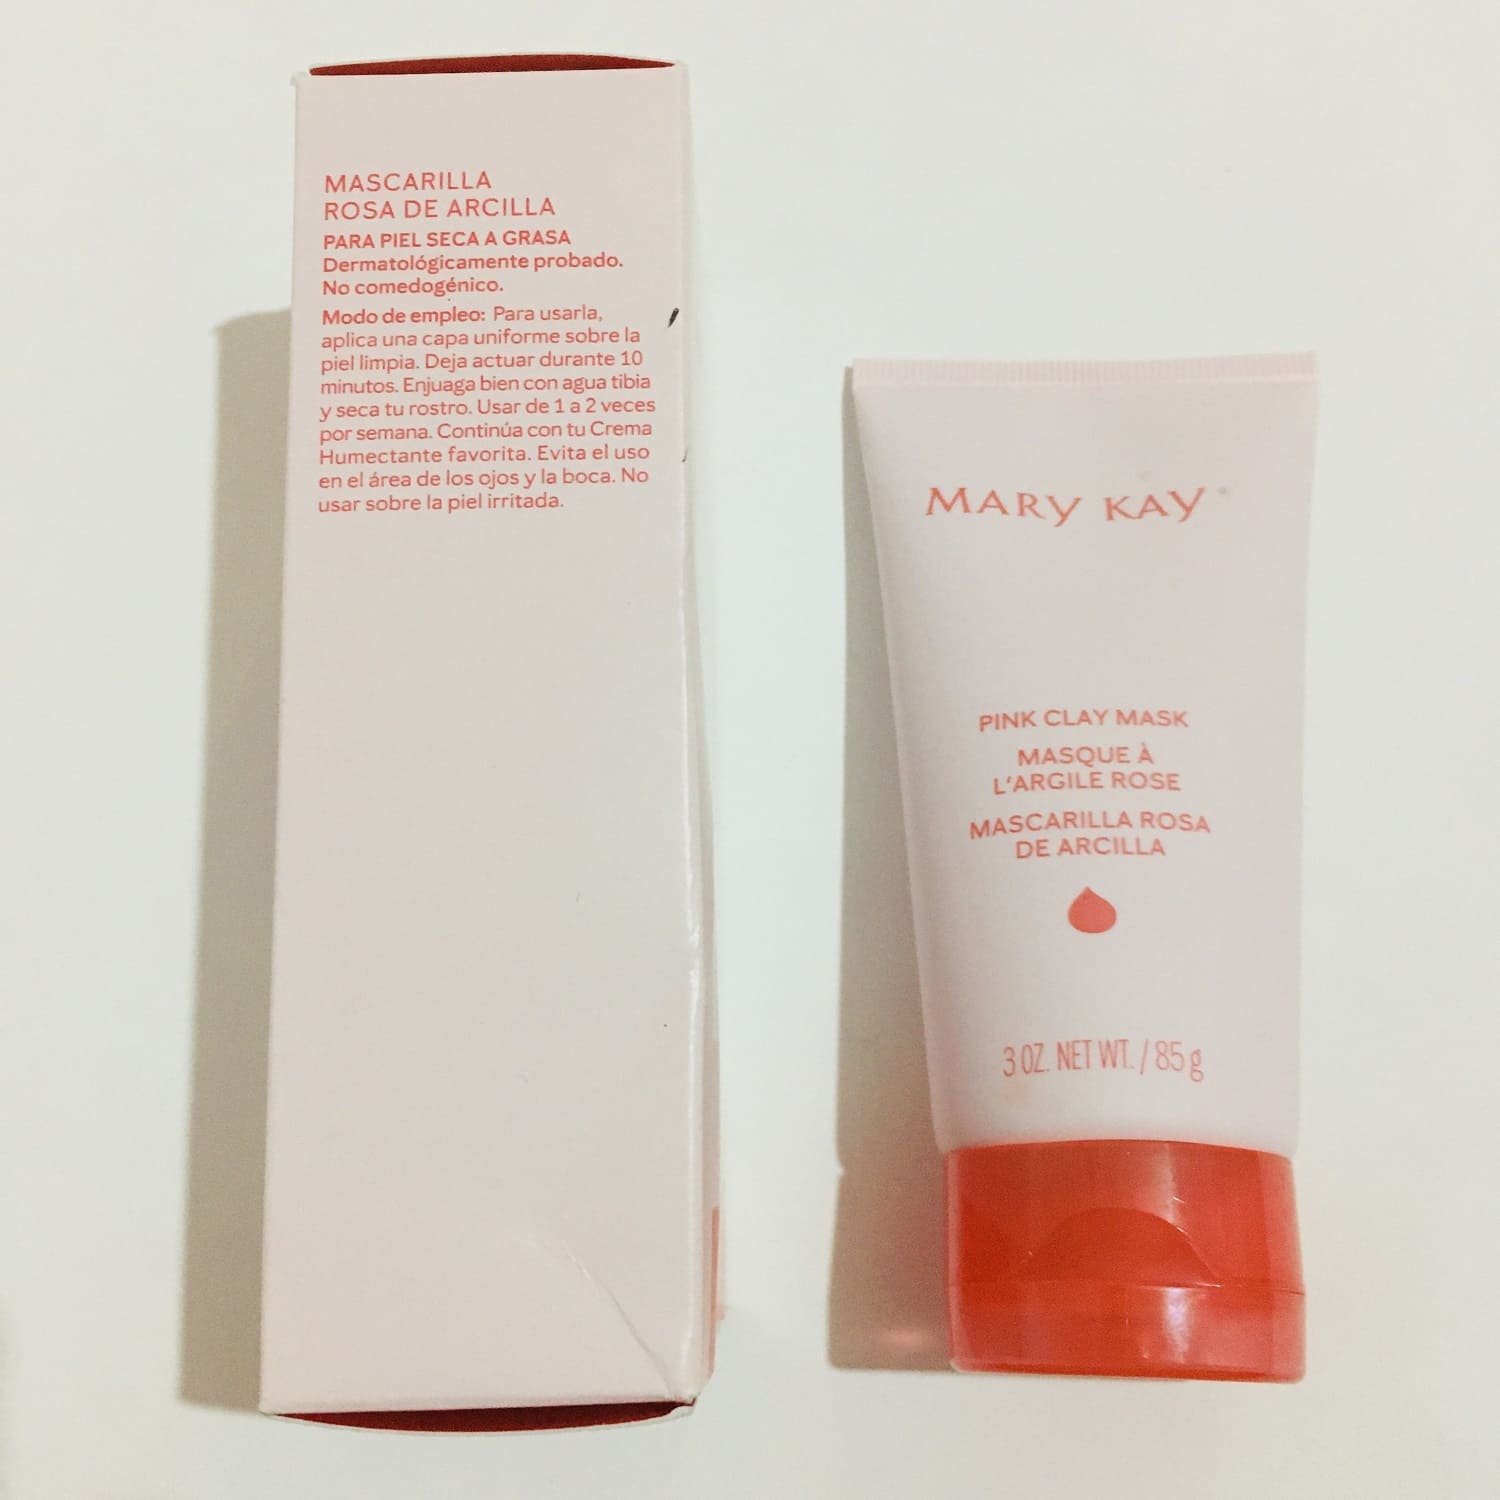 MASCARILLA
ROSA DE ARCILLA
PARA PIEL SECA A GRASA
Dermatológicamente probado.
No comedogénico.
Modo de empleo: Para usarla,
aplica una capa uniforme sobre la
piel limpia. Deja actuar durante 10
minutos. Enjuaga bien con agua tibia
y seca tu rostro. Usar de 1 a 2 veces
por semana. Continúa con tu Crema
Humectante favorita. Evita el uso
en el área de los ojos y la boca. No
usar sobre la piel irritada.
MARY KAY
PINK CLAY MASK
MASQUE À
L'ARGILE ROSE
MASCARILLA ROSA
DE ARCILLA
3 OZ. NET WT. / 85 g